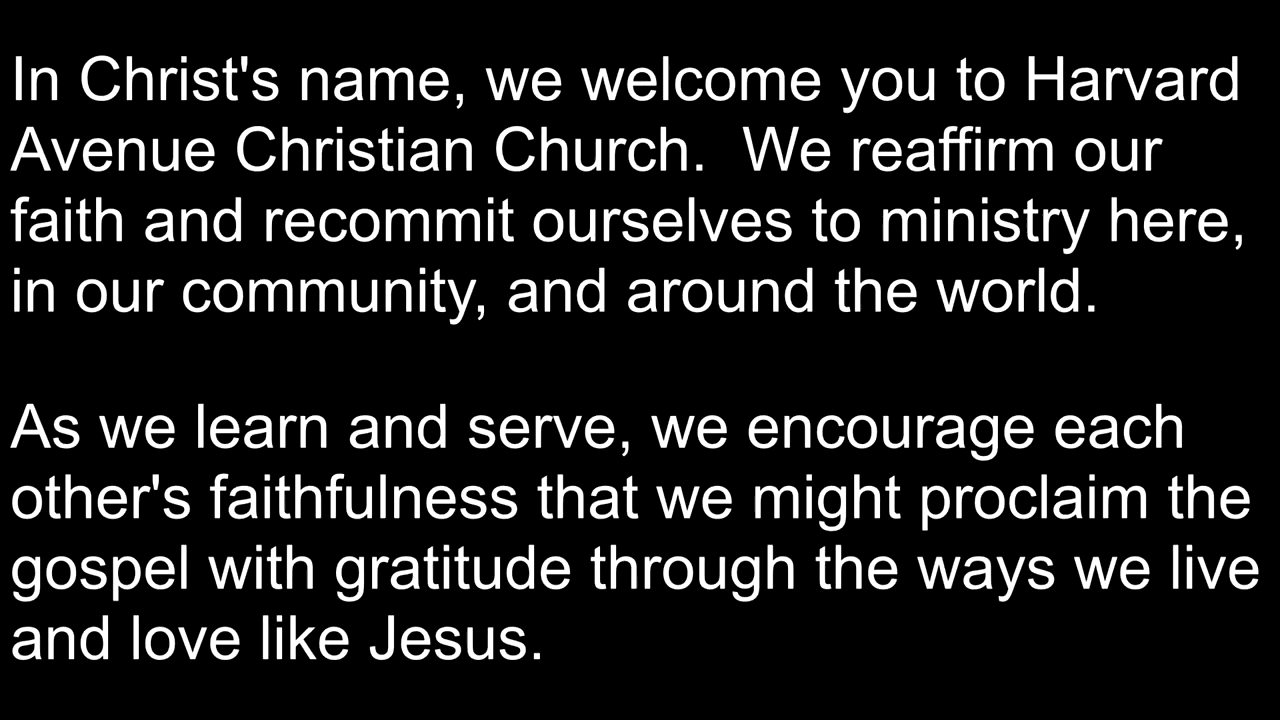 In Christ's name, we welcome you to Harvard
Avenue Christian Church.  We reaffirm our
faith and recommit ourselves to ministry here,
in our community, and around the world.
As we learn and serve, we encourage each
other's faithfulness that we might proclaim the
gospel with gratitude through the ways we live
and love like Jesus.